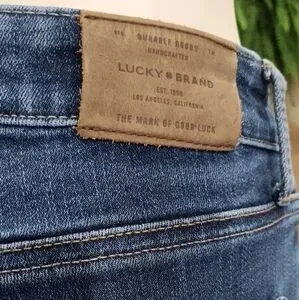 DURABLE GOODS
HANDCRAFTED
LUCKY BRAND
EST. 1990
LOS ANGELES, CALIFORNIA
THE MARK OF GOOD LUCK